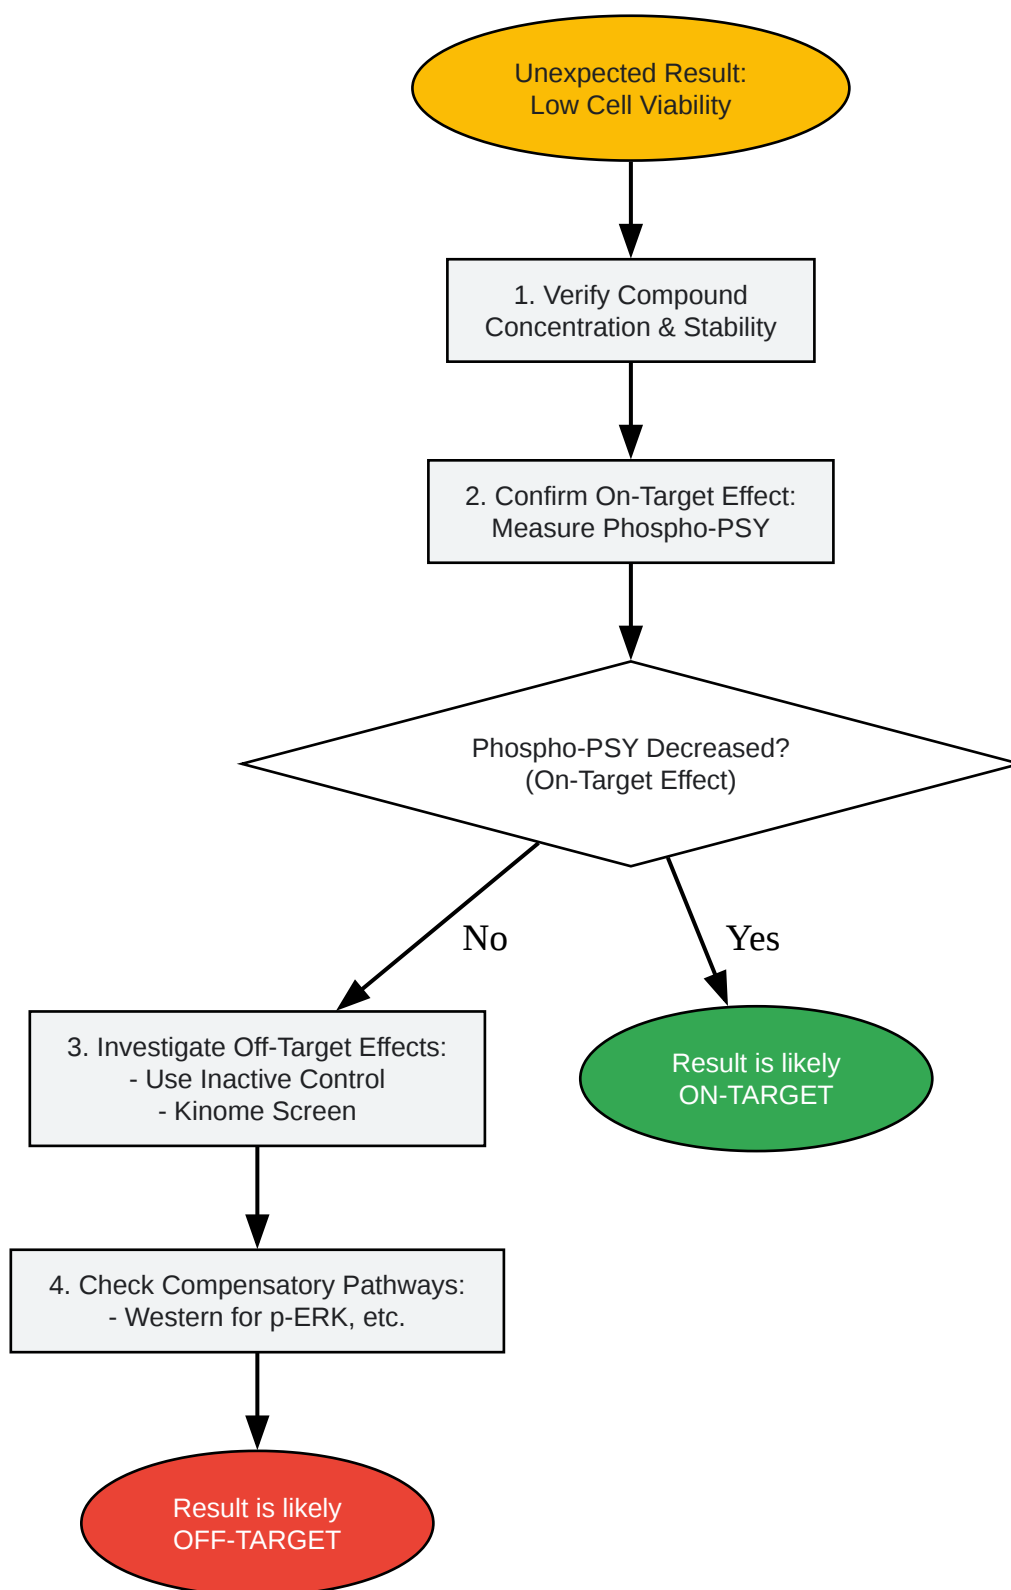 Unexpected Result:
Low Cell Viability
1. Verify Compound
Concentration & Stability
2. Confirm On-Target Effect:
Measure Phospho-PSY
Phospho-PSY Decreased?
(On-Target Effect)
No
Yes
3. Investigate Off-Target Effects:
- Use Inactive Control
- Kinome Screen
Result is likely
ON-TARGET
4. Check Compensatory Pathways:
- Western for p-ERK, etc.
Result is likely
OFF-TARGET